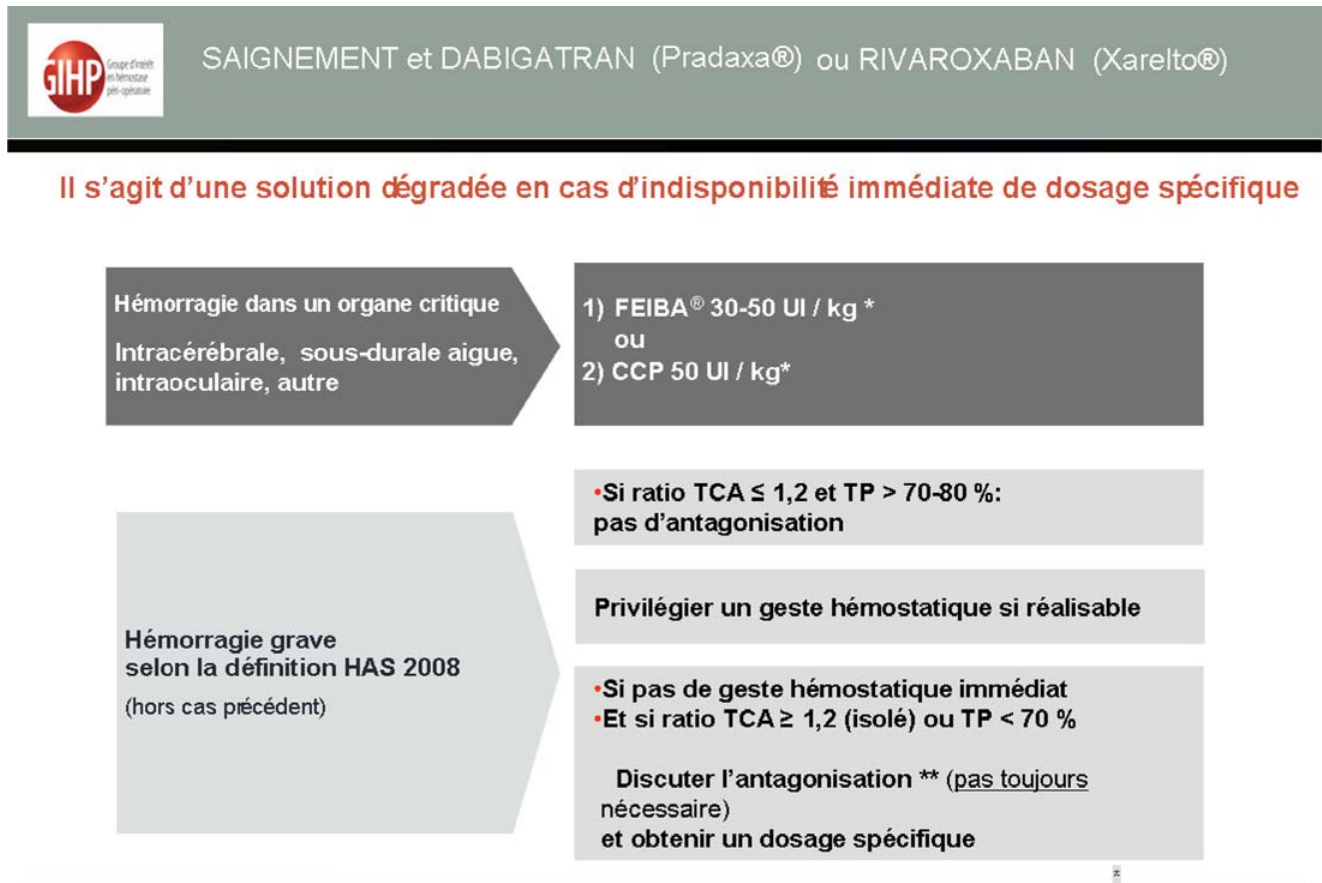 GIHP
Groupe d'intérêt
en hémostase
péri-opératoire
SAIGNEMENT et DABIGATRAN (Pradaxa®) ou RIVAROXABAN (Xarelto®)
Il s'agit d'une solution dégradée en cas d'indisponibilité immédiate de dosage spécifique
Hémorragie dans un organe critique
Intracérébrale, sous-durale aigue,
intraoculaire, autre
1) FEIBA® 30-50 UI / kg *
ou
2) CCP 50 UI / kg*
•Si ratio TCA ≤ 1,2 et TP > 70-80 %:
pas d'antagonisation
Privilégier un geste hémostatique si réalisable
Hémorragie grave
selon la définition HAS 2008
(hors cas précédent)
•Si pas de geste hémostatique immédiat
•Et si ratio TCA ≥ 1,2 (isolé) ou TP < 70 %
Discuter l'antagonisation ** (pas toujours
nécessaire)
et obtenir un dosage spécifique